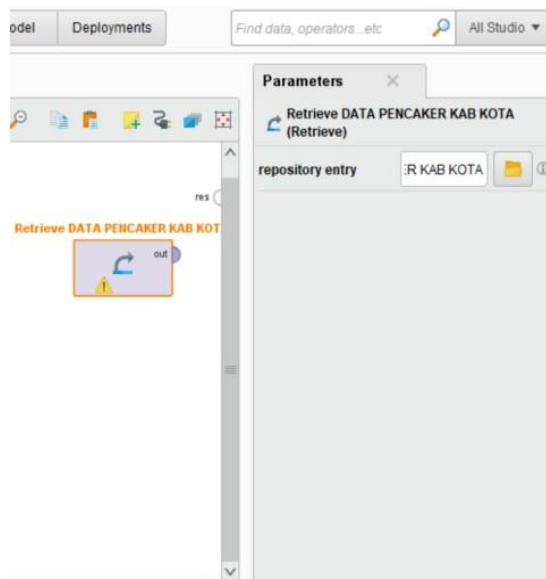 odel
Deployments
Find data, operators...etc
All Studio
Parameters
Retrieve DATA PENCAKER KAB KOTA
(Retrieve)
repository entry
ER KAB KOTA
res
Retrieve DATA PENCAKER KAB KOT
out